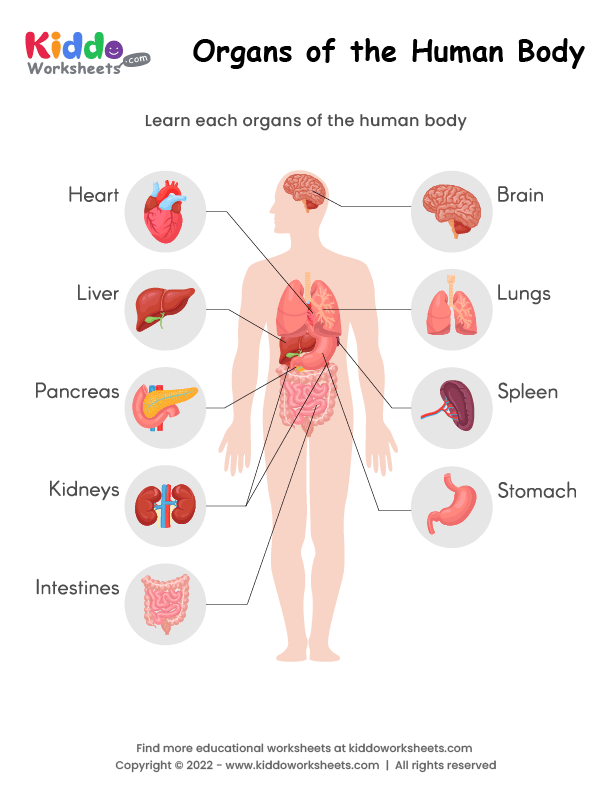 Kiddo
Worksheets.com
Organs of the Human Body
Learn each organs of the human body
Heart
Brain
Liver
Lungs
Pancreas
Spleen
Kidneys
Stomach
Intestines
Find more educational worksheets at kiddoworksheets.com
Copyright © 2022 - www.kiddoworksheets.com | All rights reserved